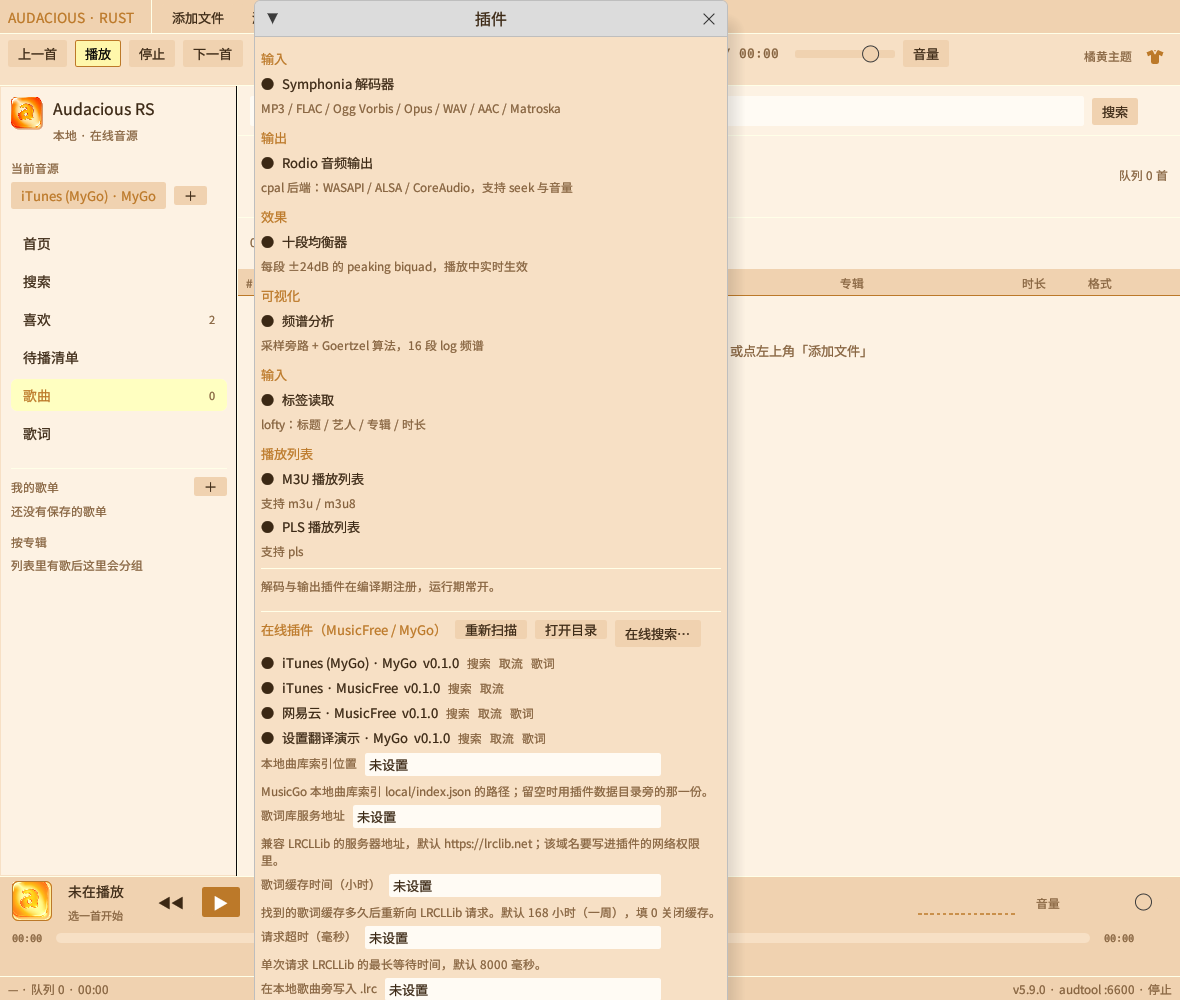 AUDACIOUS · RUST
添加文件
上一首 播放 停止 下一首
00:00
音量
橘黄主题
Audacious RS
本地 · 在线音源
当前音源
iTunes (MyGo) · MyGo +
首页
搜索
喜欢 2
待播清单
歌曲 0
歌词
我的歌单 +
还没有保存的歌单
按专辑
列表里有歌后这里会分组
搜索
队列 0 首
# 专辑 时长 格式
或点左上角「添加文件」
插件
输入
Symphonia 解码器
MP3 / FLAC / Ogg Vorbis / Opus / WAV / AAC / Matroska
输出
Rodio 音频输出
cpal 后端：WASAPI / ALSA / CoreAudio，支持 seek 与音量
效果
十段均衡器
每段 ±24dB 的 peaking biquad，播放中实时生效
可视化
频谱分析
采样旁路 + Goertzel 算法，16 段 log 频谱
输入
标签读取
lofty：标题 / 艺人 / 专辑 / 时长
播放列表
M3U 播放列表
支持 m3u / m3u8
PLS 播放列表
支持 pls
解码与输出插件在编译期注册，运行期常开。
在线插件（MusicFree / MyGo） 重新扫描 打开目录 在线搜索…
iTunes (MyGo) · MyGo v0.1.0 搜索 取流 歌词
iTunes · MusicFree v0.1.0 搜索 取流
网易云 · MusicFree v0.1.0 搜索 取流 歌词
设置翻译演示 · MyGo v0.1.0 搜索 取流 歌词
本地曲库索引位置 未设置
MusicGo 本地曲库索引 local/index.json 的路径；留空时用插件数据目录旁的那一份。
歌词库服务地址 未设置
兼容 LRCLLib 的服务器地址，默认 https://lrclib.net；该域名要写进插件的网络权限
里。
歌词缓存时间（小时） 未设置
找到的歌词缓存多久后重新向 LRCLLib 请求。默认 168 小时（一周），填 0 关闭缓存。
请求超时（毫秒） 未设置
单次请求 LRCLLib 的最长等待时间，默认 8000 毫秒。
在本地歌曲旁写入 .lrc 未设置
未在播放
选一首开始
音量
00:00 00:00
— · 队列 0 · 00:00
v5.9.0 · audtool :6600 · 停止